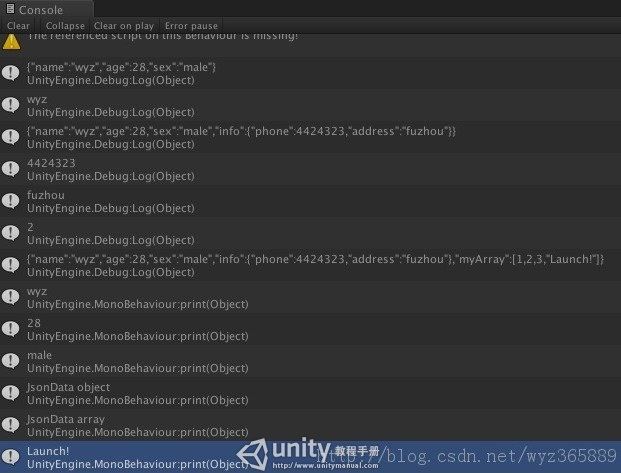 Console
Clear Collapse Clear on play Error pause
The referenced script on this Behaviour is missing!
{"name":"wyz","age":28,"sex":"male"}
UnityEngine.Debug:Log(Object)
wyz
UnityEngine.Debug:Log(Object)
{"name":"wyz","age":28,"sex":"male","info":{"phone":4424323,"address":"fuzhou"}}
UnityEngine.Debug:Log(Object)
4424323
UnityEngine.Debug:Log(Object)
fuzhou
UnityEngine.Debug:Log(Object)
2
UnityEngine.Debug:Log(Object)
{"name":"wyz","age":28,"sex":"male","info":{"phone":4424323,"address":"fuzhou"},"myArray":[1,2,3,"Launch!"]}
UnityEngine.Debug:Log(Object)
wyz
UnityEngine.MonoBehaviour:print(Object)
28
UnityEngine.MonoBehaviour:print(Object)
male
UnityEngine.MonoBehaviour:print(Object)
JsonData object
UnityEngine.MonoBehaviour:print(Object)
JsonData array
UnityEngine.MonoBehaviour:print(Object)
Launch!
UnityEngine.MonoBehaviour:print(Object)
unity 教程手册
http://www.unitymanual.com
http://blog.csdn.net/wyz365889